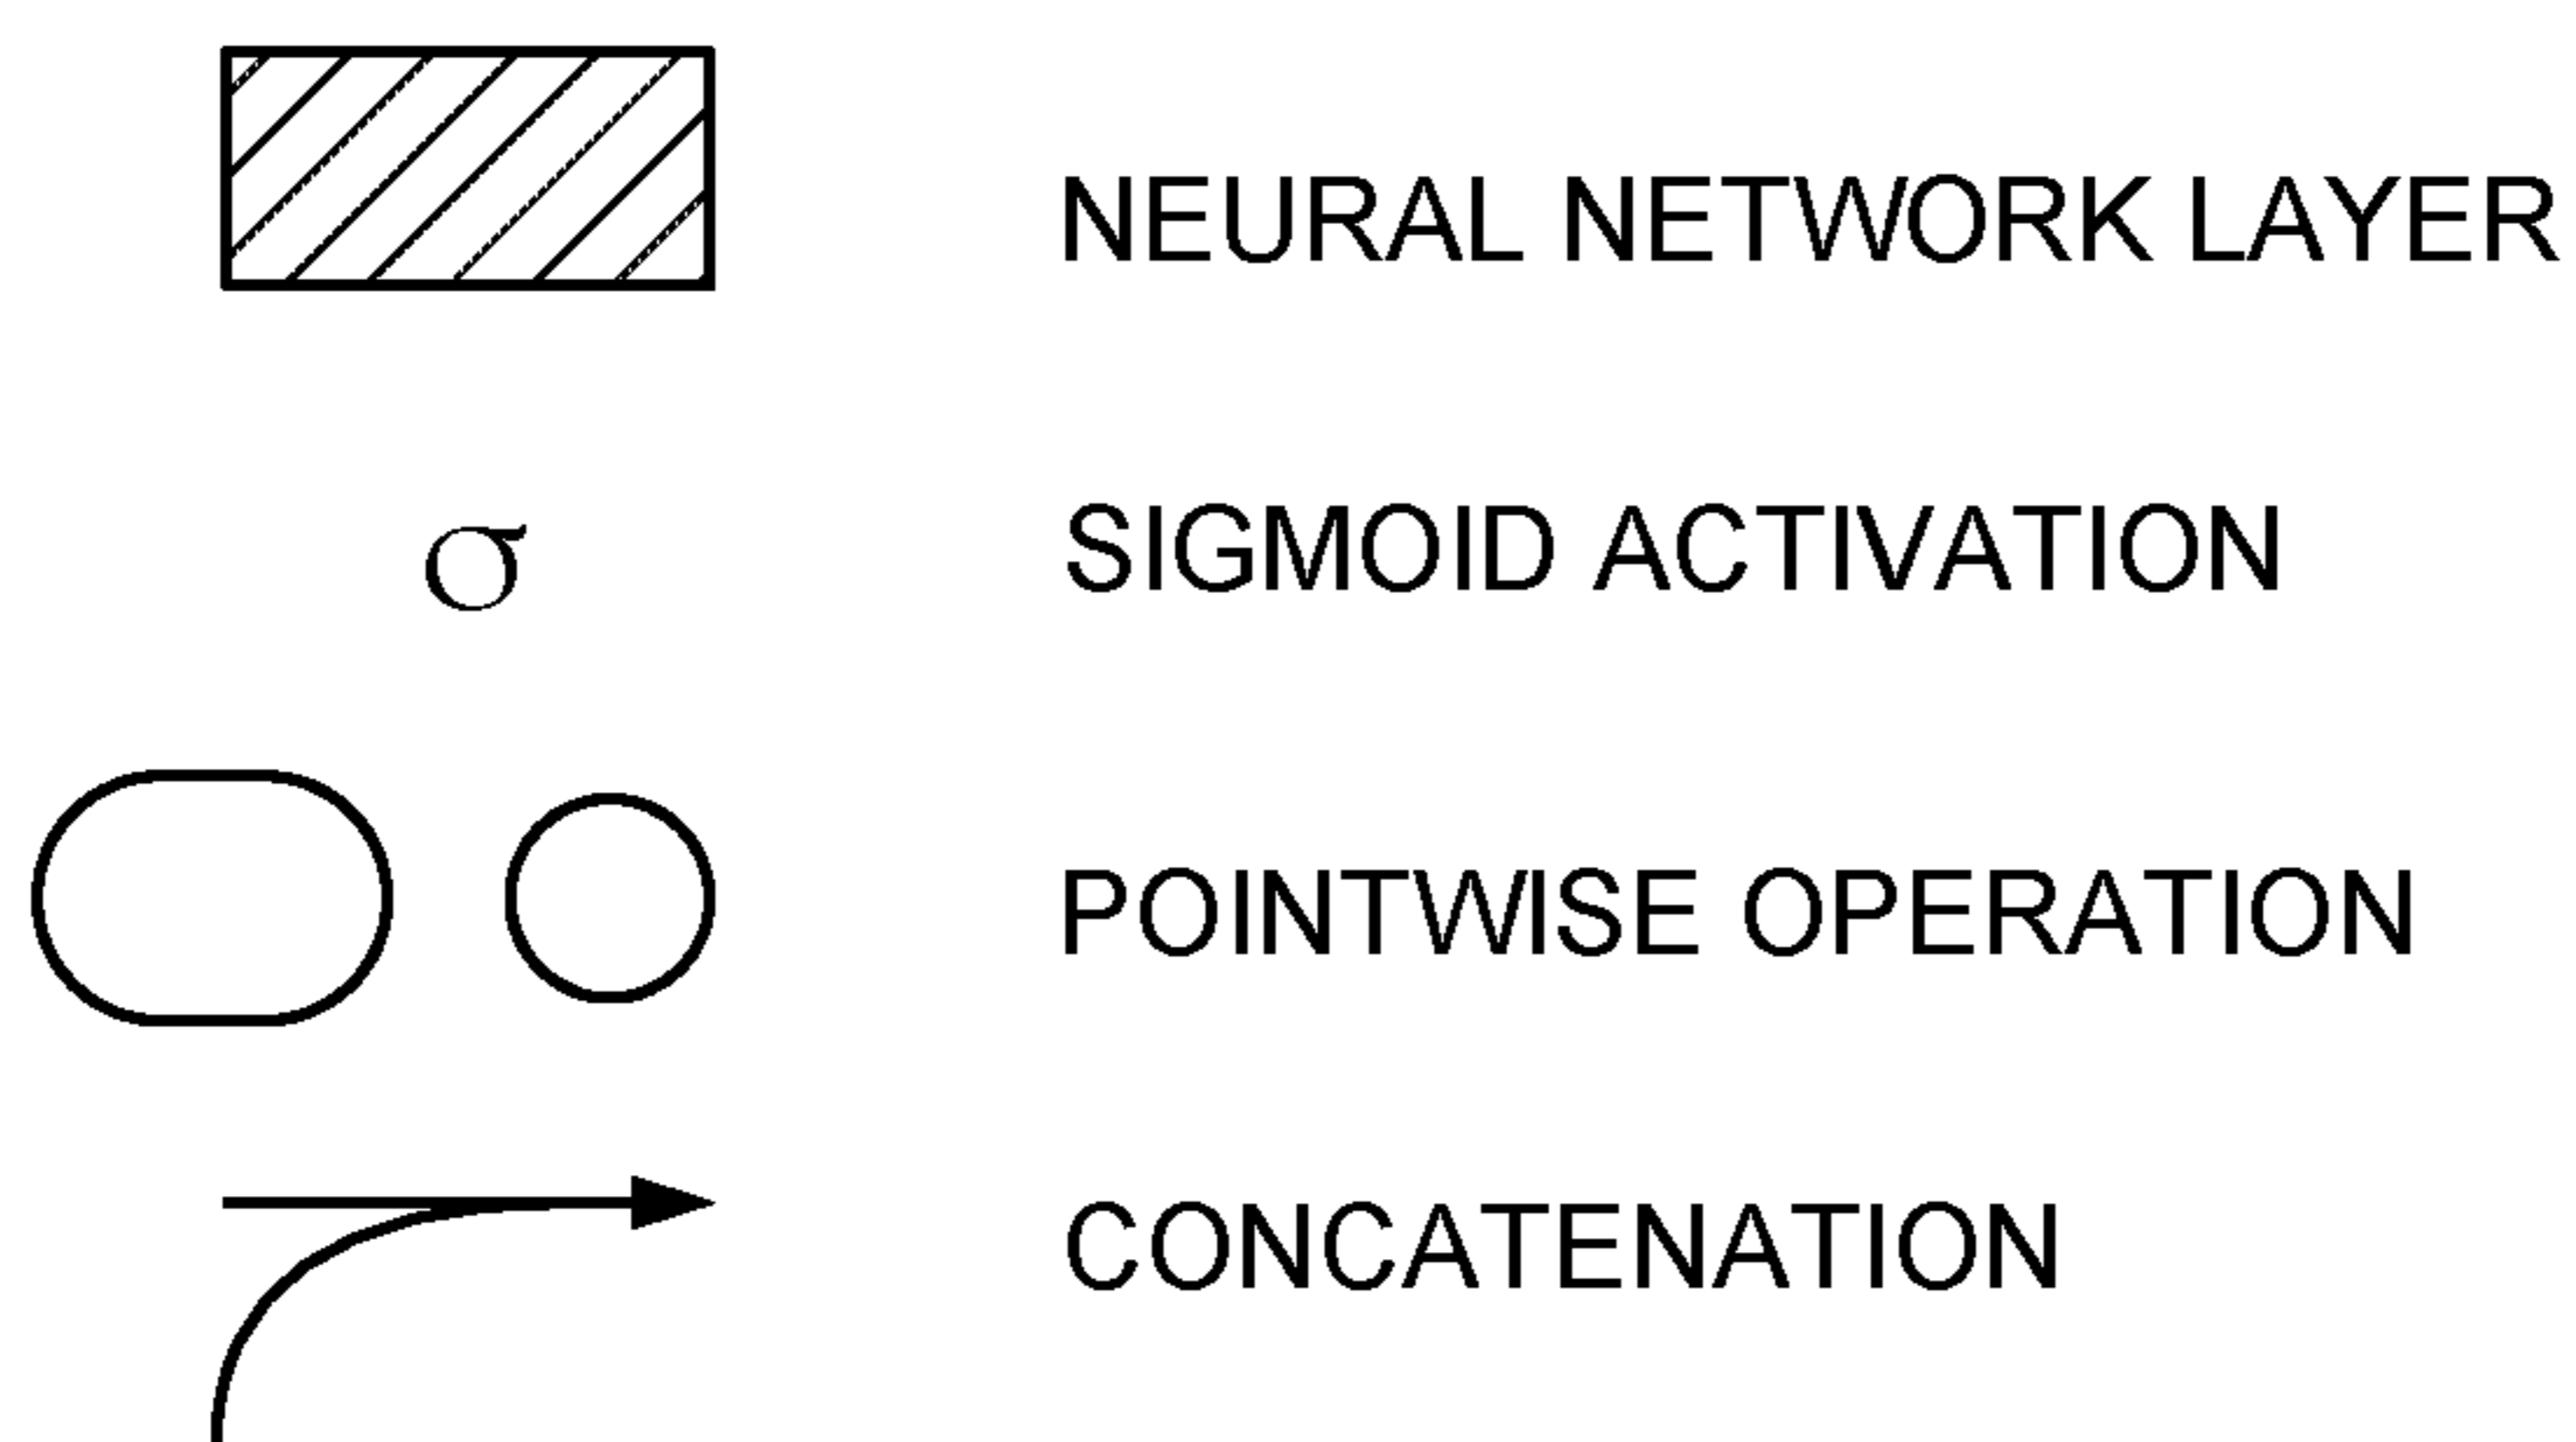 NEURAL NETWORK LAYER
σ SIGMOID ACTIVATION
POINTWISE OPERATION
CONCATENATION